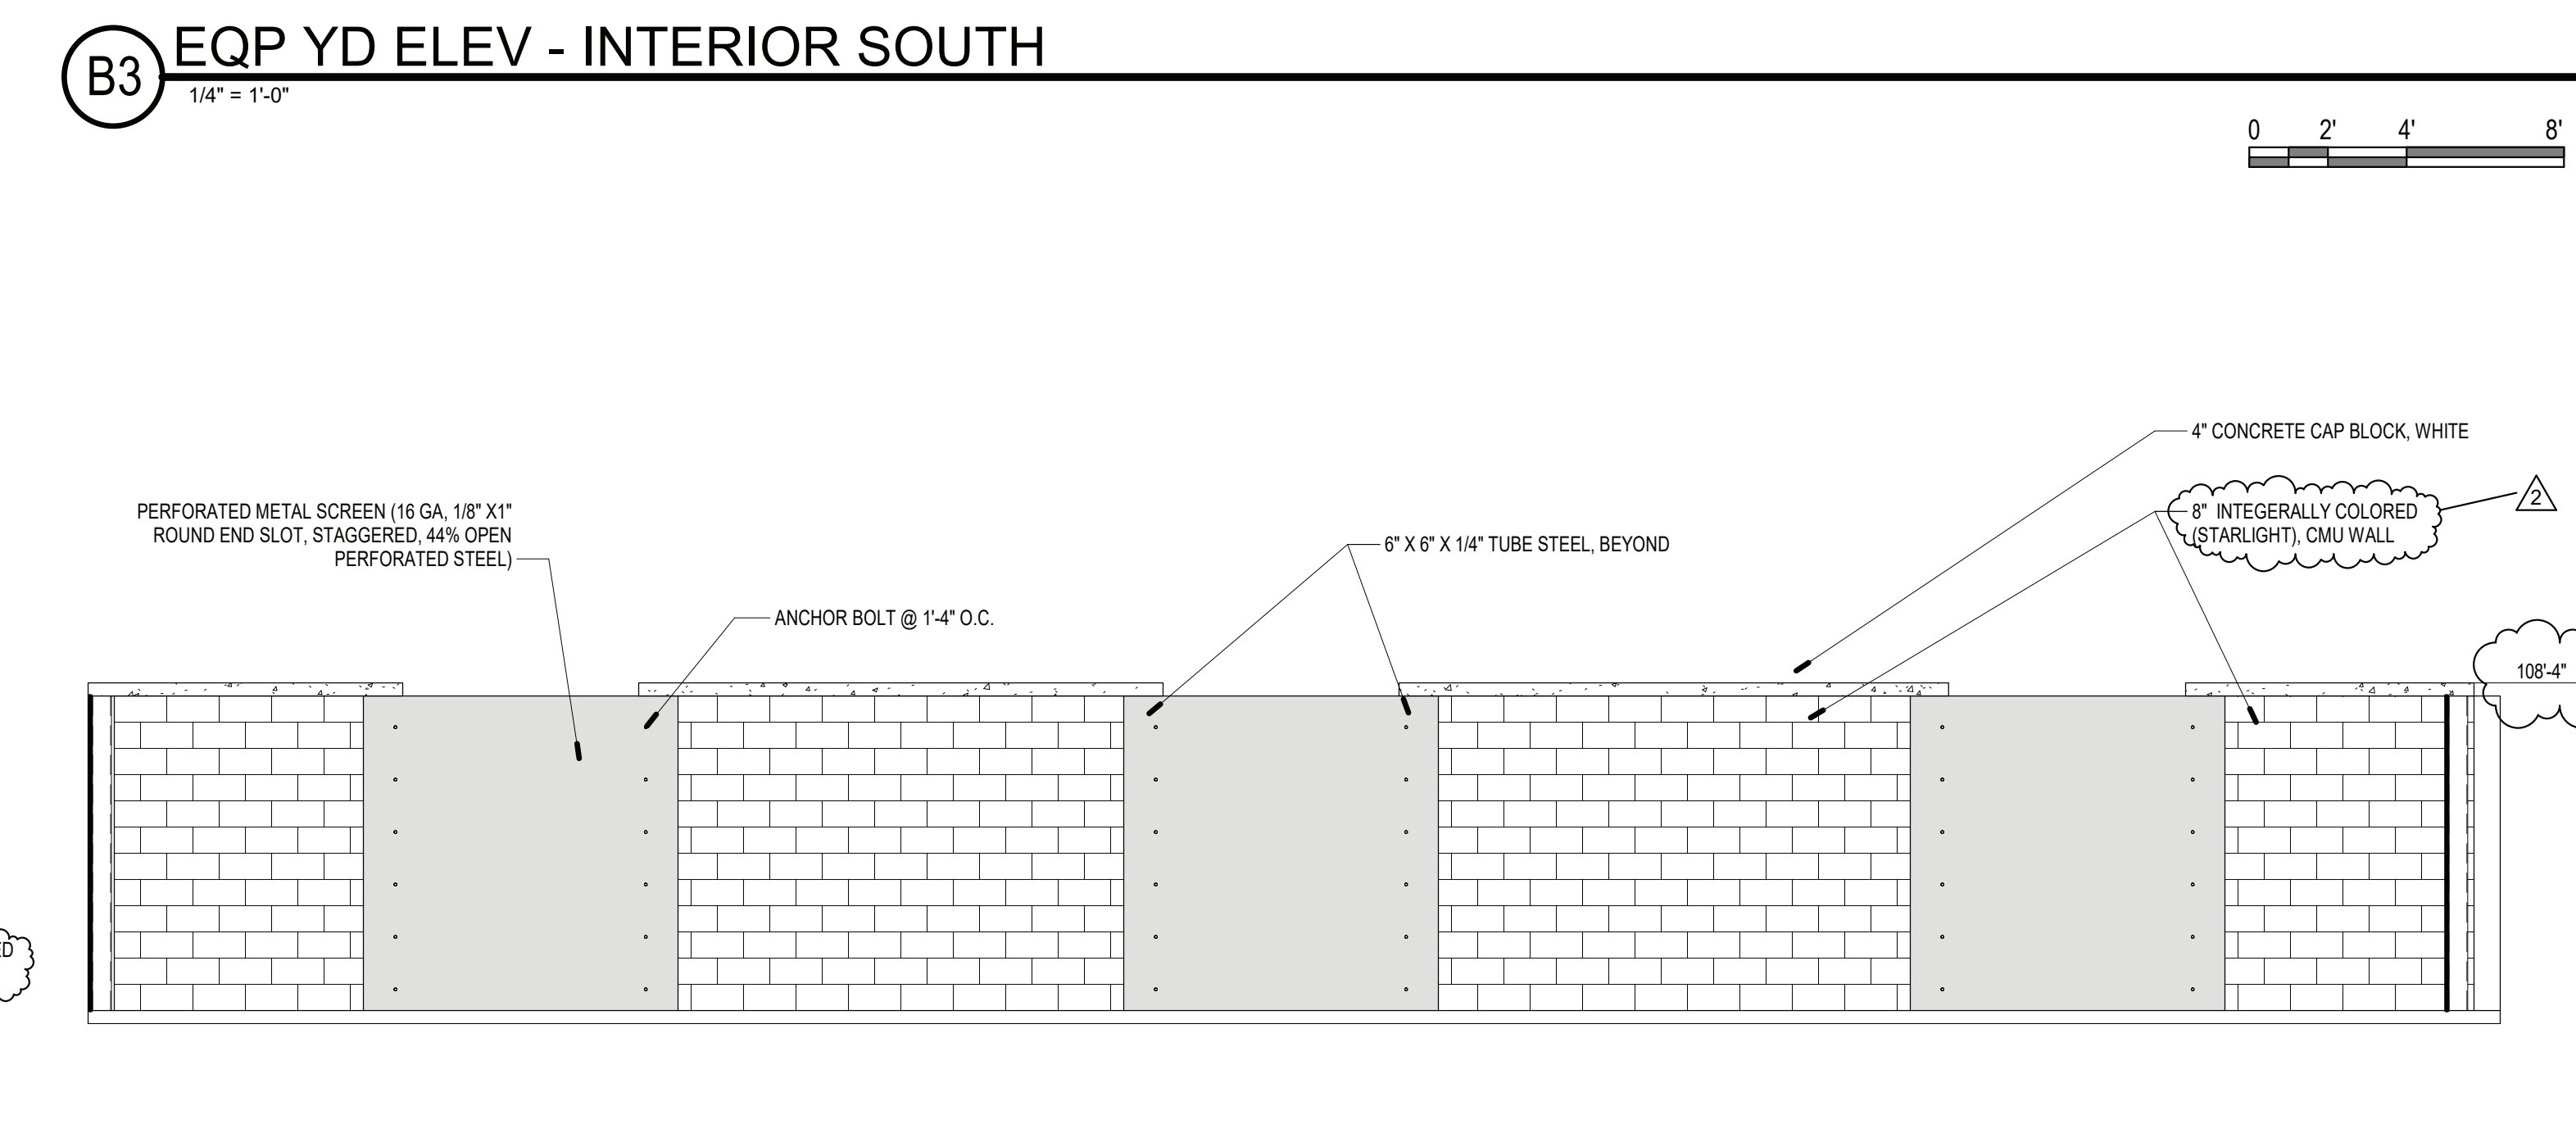 B3
EQP YD ELEV - INTERIOR SOUTH
1/4" = 1'-0"
0 2' 4' 8'
4" CONCRETE CAP BLOCK, WHITE
PERFORATED METAL SCREEN (16 GA, 1/8" X1"
ROUND END SLOT, STAGGERED, 44% OPEN
PERFORATED STEEL)
8" INTEGERALLY COLORED
(STARLIGHT), CMU WALL
2
6" X 6" X 1/4" TUBE STEEL, BEYOND
ANCHOR BOLT @ 1'-4" O.C.
108'-4"